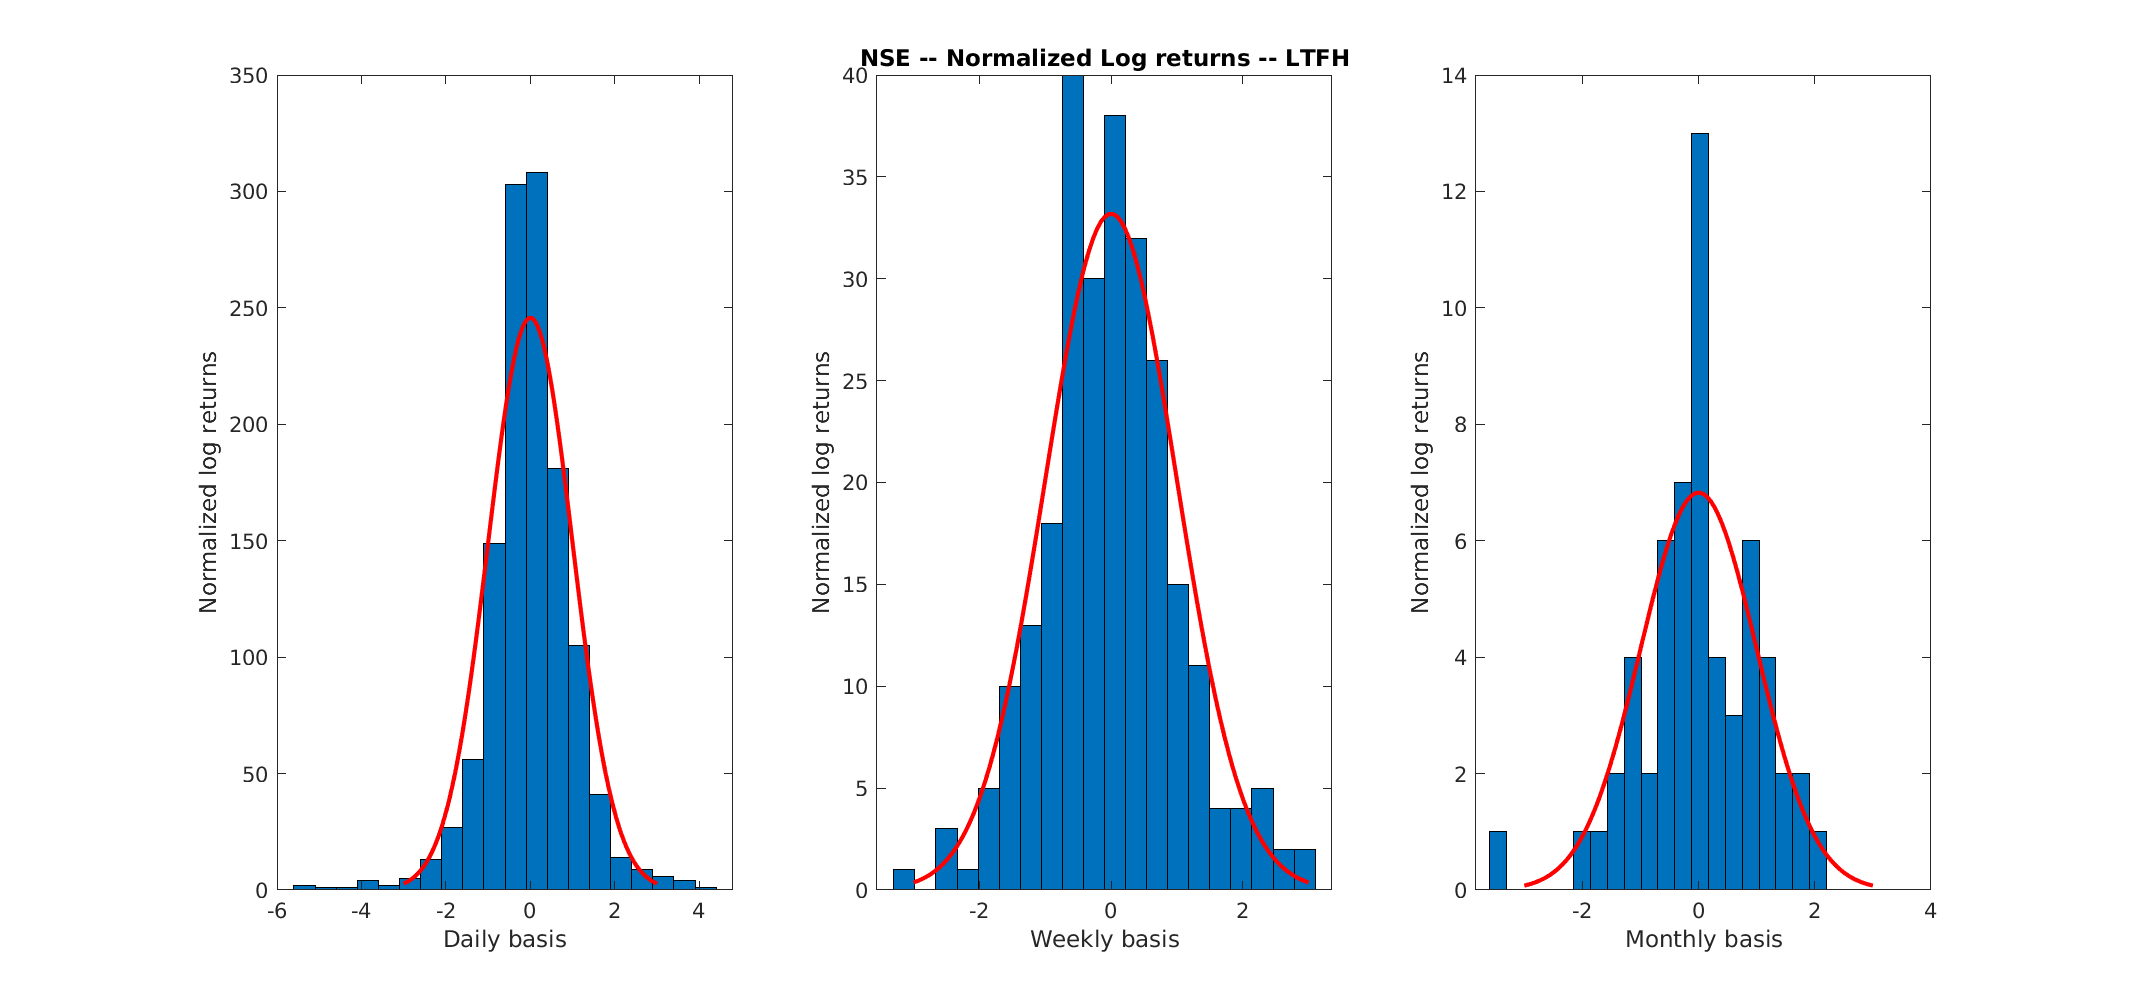 NSE -- Normalized Log returns -- LTFH
350
300
250
200
150
100
50
0
-6 -4 -2 0 2 4
Daily basis
Normalized log returns
40
35
30
25
20
15
10
5
0
-2 0 2
Weekly basis
Normalized log returns
14
12
10
8
6
4
2
0
-2 0 2 4
Monthly basis
Normalized log returns